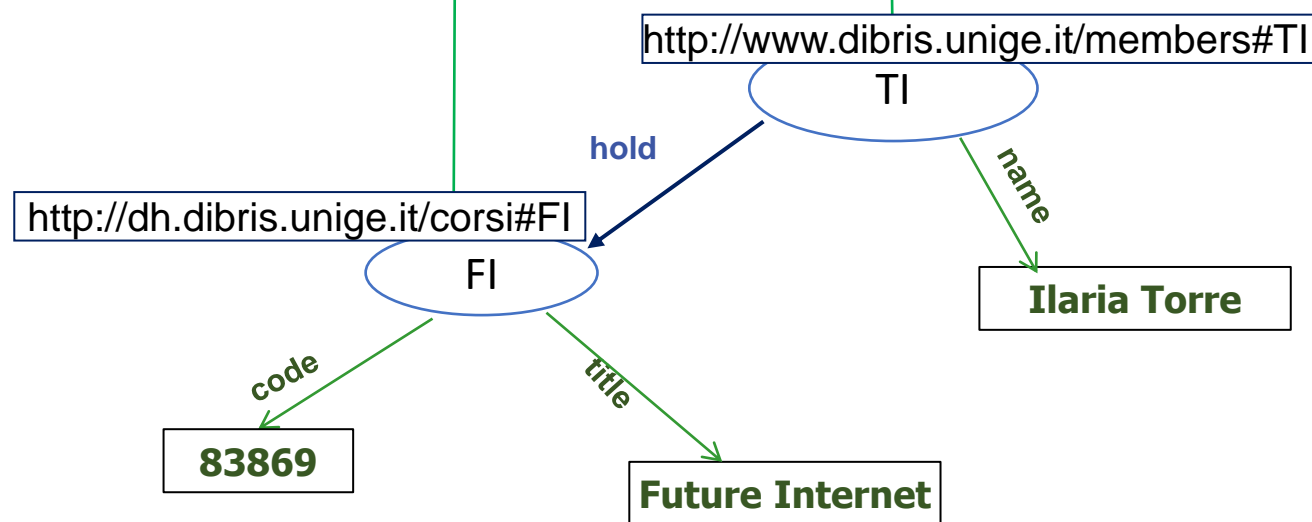 http://www.dibris.unige.it/members#TI
TI
hold
name
http://dh.dibris.unige.it/corsi#FI
FI
Ilaria Torre
code
title
83869
Future Internet